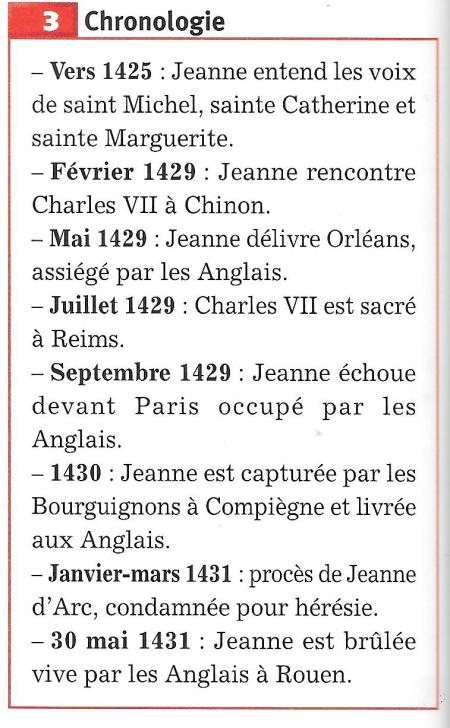 3 Chronologie
– Vers 1425 : Jeanne entend les voix
de saint Michel, sainte Catherine et
sainte Marguerite.
– Février 1429 : Jeanne rencontre
Charles VII à Chinon.
– Mai 1429 : Jeanne délivre Orléans,
assiégé par les Anglais.
– Juillet 1429 : Charles VII est sacré
à Reims.
– Septembre 1429 : Jeanne échoue
devant Paris occupé par les
Anglais.
– 1430 : Jeanne est capturée par les
Bourguignons à Compiègne et livrée
aux Anglais.
– Janvier-mars 1431 : procès de Jeanne
d'Arc, condamnée pour hérésie.
– 30 mai 1431 : Jeanne est brûlée
vive par les Anglais à Rouen.